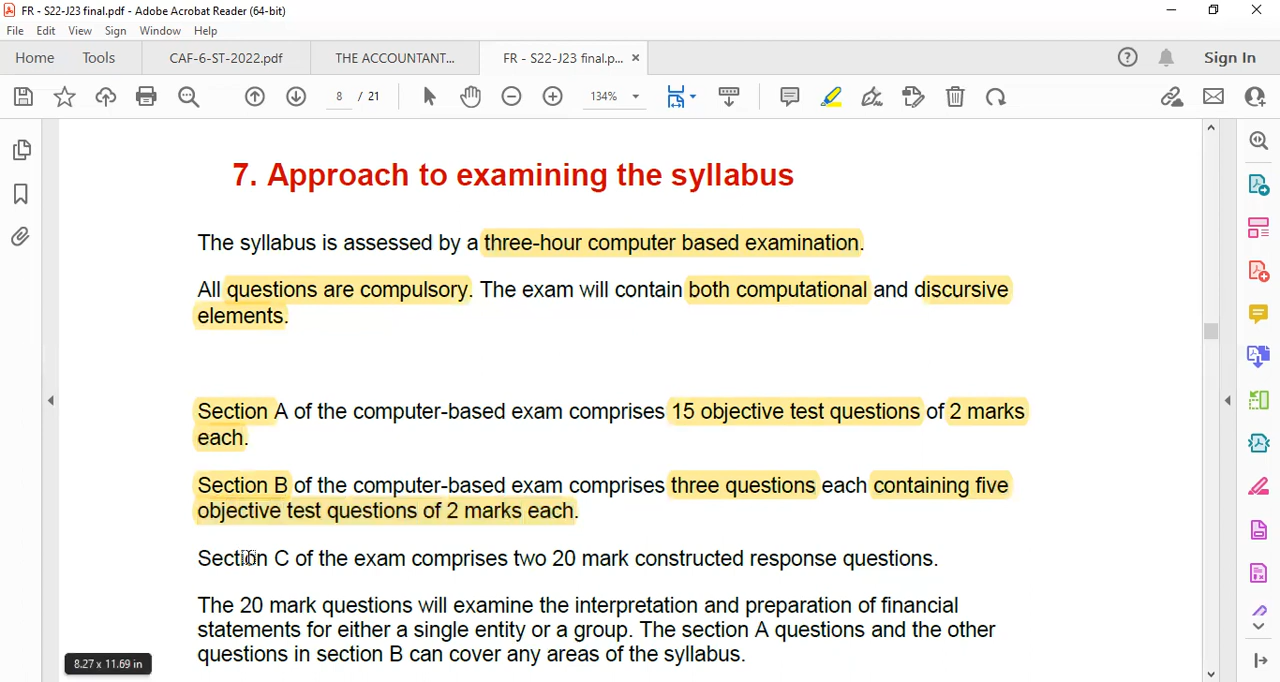 FR - S22-J23 final.pdf - Adobe Acrobat Reader (64-bit)
File Edit View Sign Window Help
Home Tools CAF-6-ST-2022.pdf THE ACCOUNTANT... FR - S22-J23 final.p... × Sign In
8 / 21 134%
7. Approach to examining the syllabus
The syllabus is assessed by a three-hour computer based examination.
All questions are compulsory. The exam will contain both computational and discursive
elements.
Section A of the computer-based exam comprises 15 objective test questions of 2 marks
each.
Section B of the computer-based exam comprises three questions each containing five
objective test questions of 2 marks each.
Section C of the exam comprises two 20 mark constructed response questions.
The 20 mark questions will examine the interpretation and preparation of financial
statements for either a single entity or a group. The section A questions and the other
questions in section B can cover any areas of the syllabus.
8.27 x 11.69 in